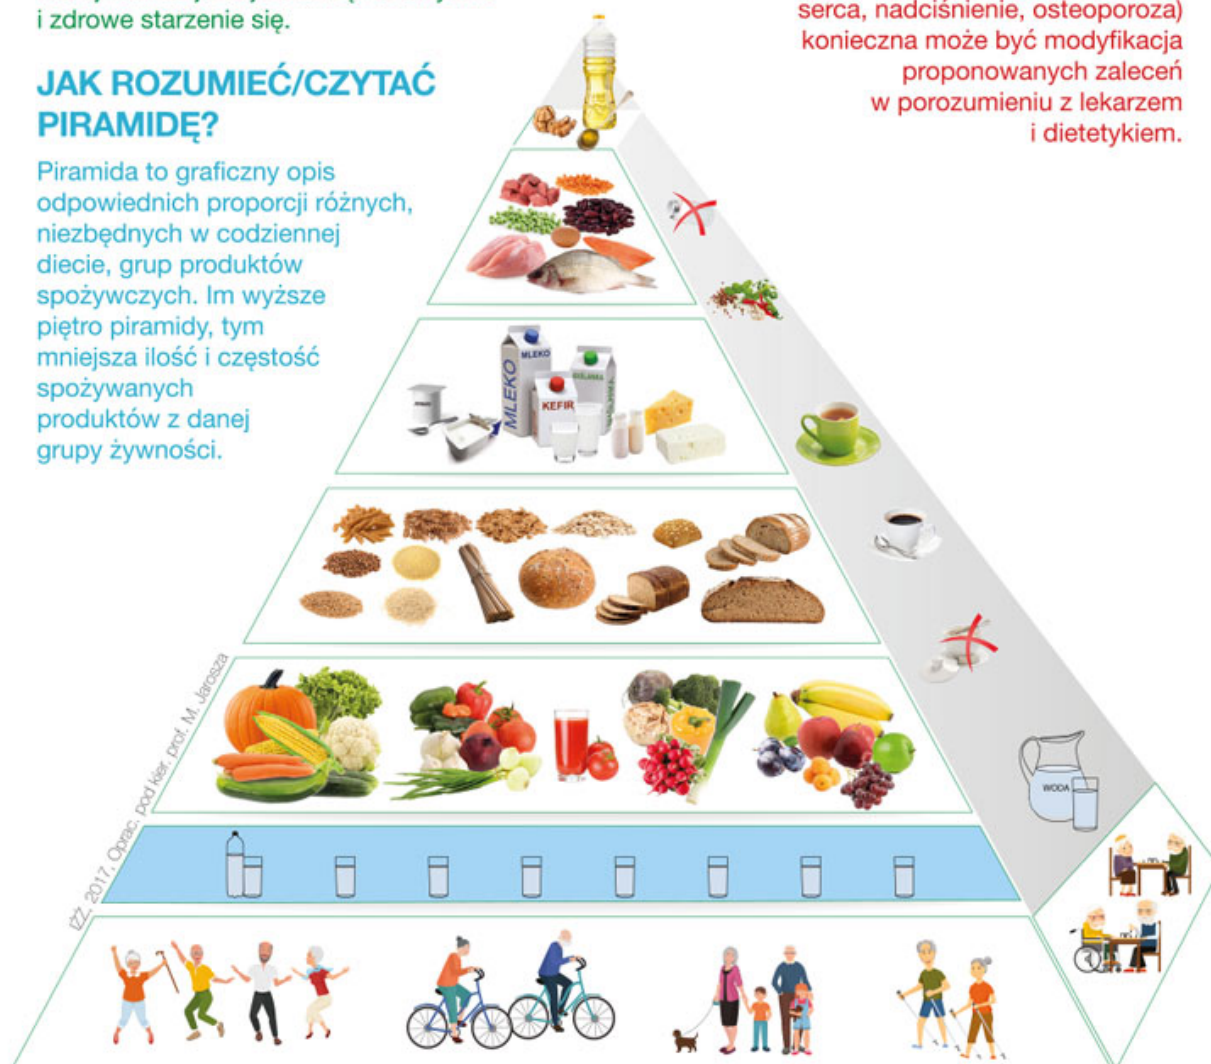 i zdrowe starzenie się.
JAK ROZUMIEĆ/CZYTAĆ
PIRAMIDĘ?
Piramida to graficzny opis
odpowiednich proporcji różnych,
niezbędnych w codziennej
diecie, grup produktów
spożywczych. Im wyższe
piętro piramidy, tym
mniejsza ilość i częstość
spożywanych
produktów z danej
grupy żywności.
serca, nadciśnienie, osteoporoza)
konieczna może być modyfikacja
proponowanych zaleceń
w porozumieniu z lekarzem
i dietetykiem.
MLEKO
MLEKO
KEFIR
WODA
IŻŻ, 2017, Oprac. pod kier. prof. M. Jarosza